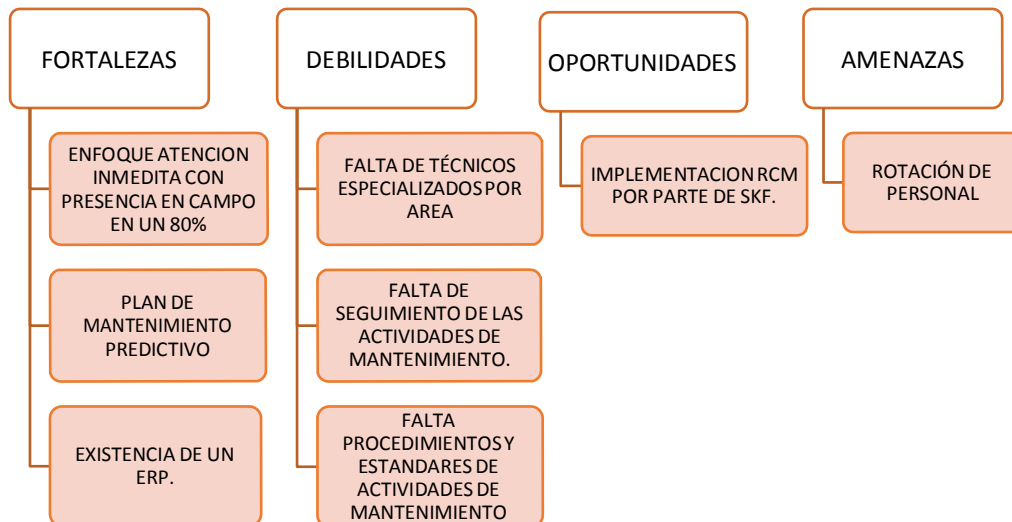 FORTALEZAS
ENFOQUE ATENCION
INMEDITA CON
PRESENCIA EN CAMPO
EN UN 80%
PLAN DE
MANTENIMIENTO
PREDICTIVO
EXISTENCIA DE UN
ERP.
DEBILIDADES
FALTA DE TÉCNICOS
ESPECIALIZADOS POR
AREA
FALTA DE
SEGUIMIENTO DE LAS
ACTIVIDADES DE
MANTENIMIENTO.
FALTA
PROCEDIMIENTOS Y
ESTANDARES DE
ACTIVIDADES DE
MANTENIMIENTO
OPORTUNIDADES
IMPLEMENTACION RCM
POR PARTE DE SKF.
AMENAZAS
ROTACIÓN DE
PERSONAL